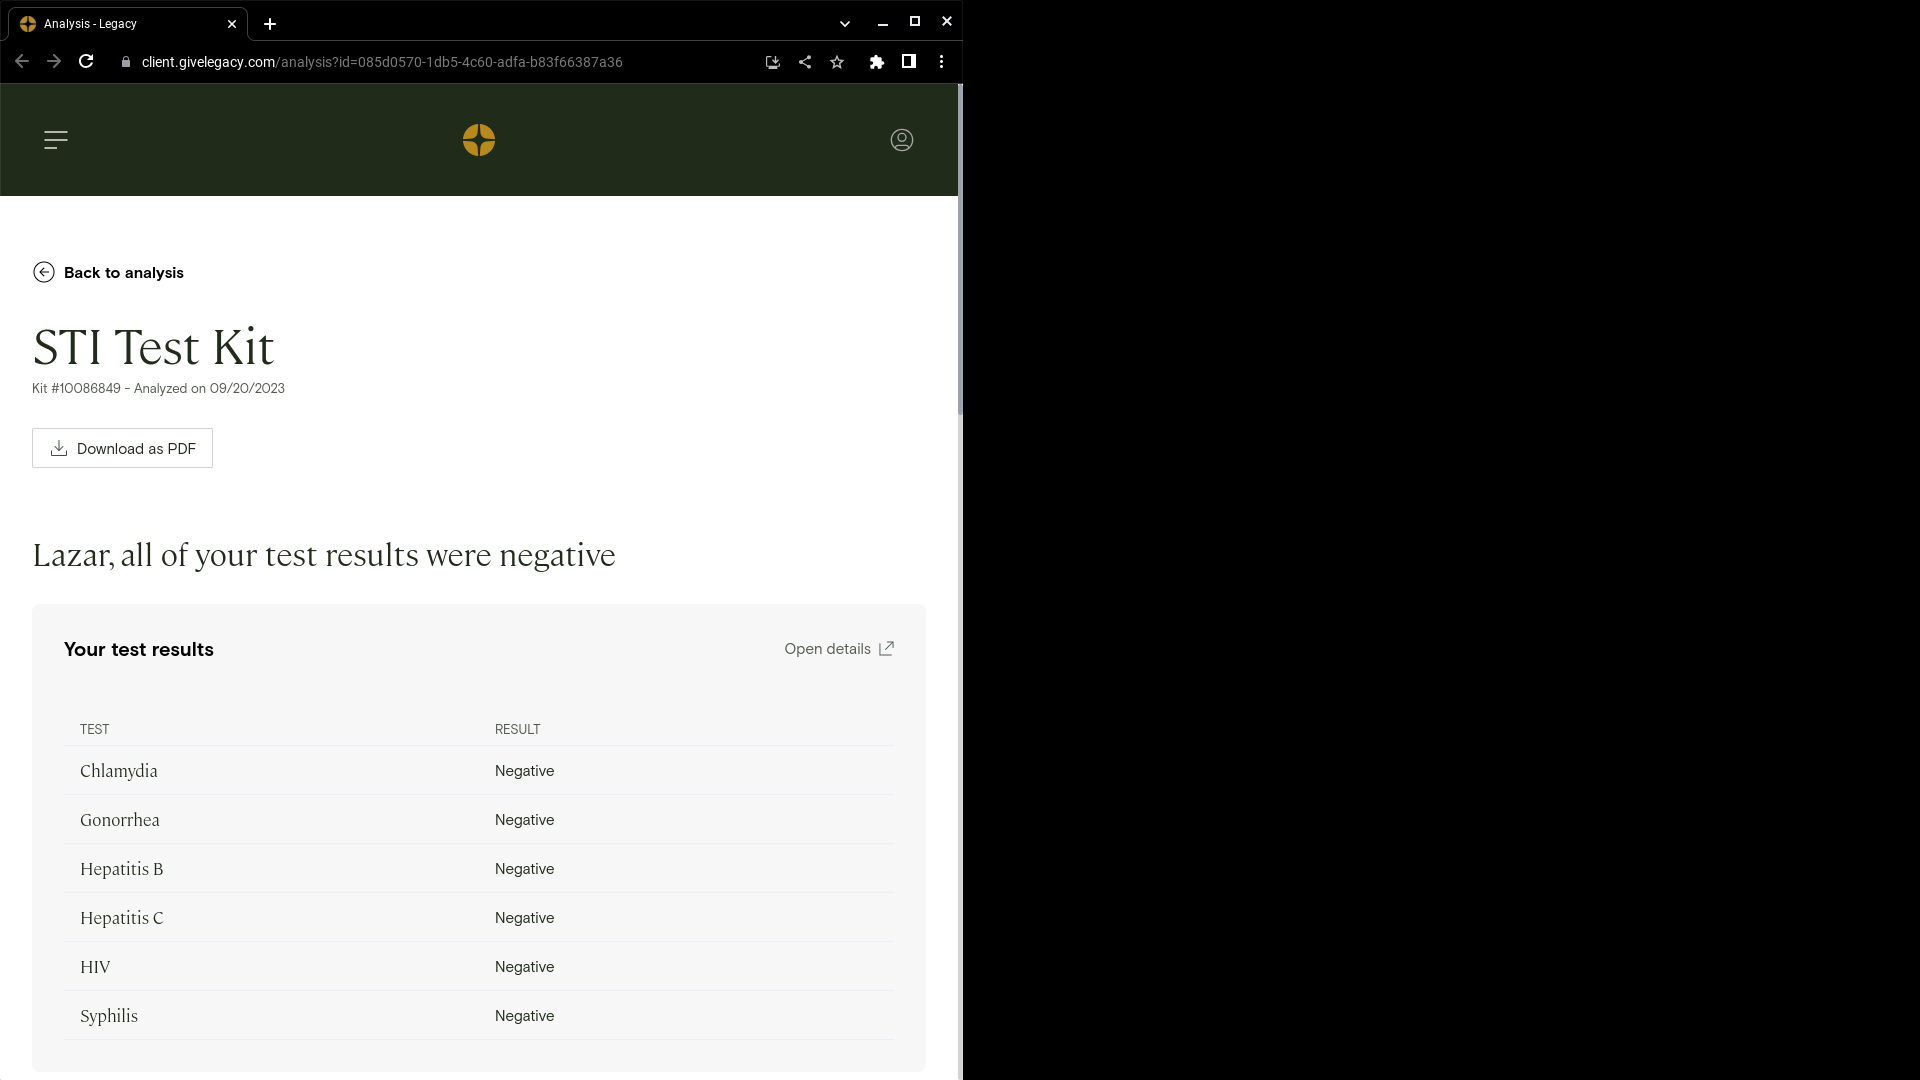 Analysis - Legacy
client.givelegacy.com/analysis?id=085d0570-1db5-4c60-adfa-b83f66387a36
Back to analysis
STI Test Kit
Kit #10086849 - Analyzed on 09/20/2023
Download as PDF
Lazar, all of your test results were negative
Your test results
Open details
TEST RESULT
Chlamydia Negative
Gonorrhea Negative
Hepatitis B Negative
Hepatitis C Negative
HIV Negative
Syphilis Negative